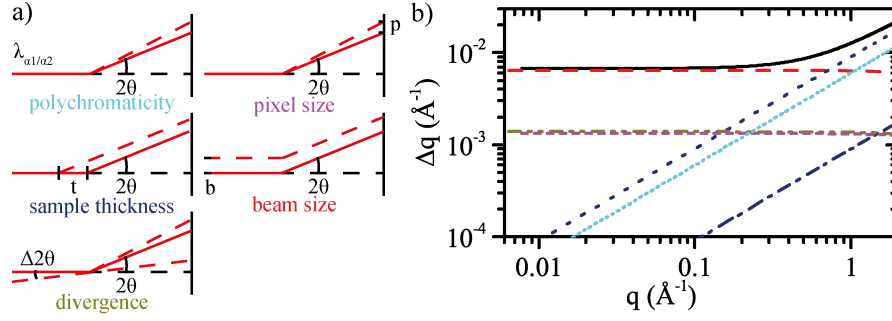 a)
λα1/α2
2θ
polychromaticity
p
2θ
pixel size
t
2θ
sample thickness
b
2θ
beam size
Δ2θ
2θ
divergence
b)
Δq (Å⁻¹)
10⁻²
10⁻³
10⁻⁴
0.01
0.1
1
q (Å⁻¹)